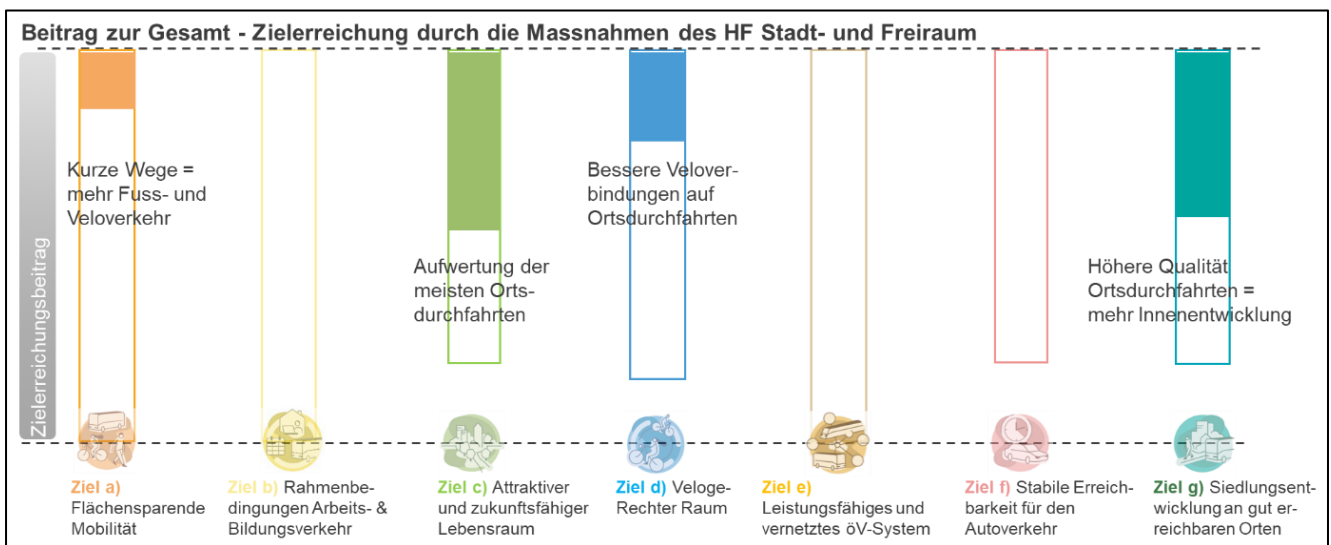 Beitrag zur Gesamt - Zielerreichung durch die Massnahmen des HF Stadt- und Freiraum
Zielerreichungsbeitrag
Kurze Wege =
mehr Fuss- und
Veloverkehr
Aufwertung der
meisten Orts-
durchfahrten
Bessere Velover-
bindungen auf
Ortsdurchfahrten
Höhere Qualität
Ortsdurchfahrten =
mehr Innenentwicklung
Ziel a)
Flächensparende
Mobilität
Ziel b) Rahmenbe-
dingungen Arbeits- &
Bildungsverkehr
Ziel c) Attraktiver
und zukunftsfähiger
Lebensraum
Ziel d) Veloge-
Rechter Raum
Ziel e)
Leistungsfähiges und
vernetztes öV-System
Ziel f) Stabile Erreich-
barkeit für den
Autoverkehr
Ziel g) Siedlungsent-
wicklung an gut er-
reichbaren Orten